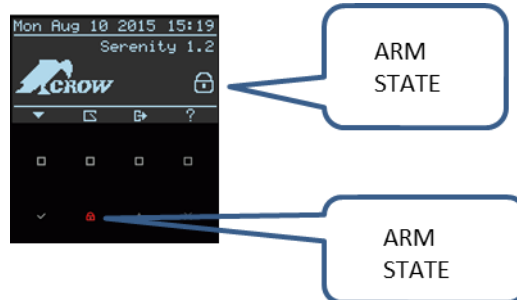 Mon Aug 10 2015 15:19
Serenity 1.2
CROW
?
ARM
STATE
ARM
STATE